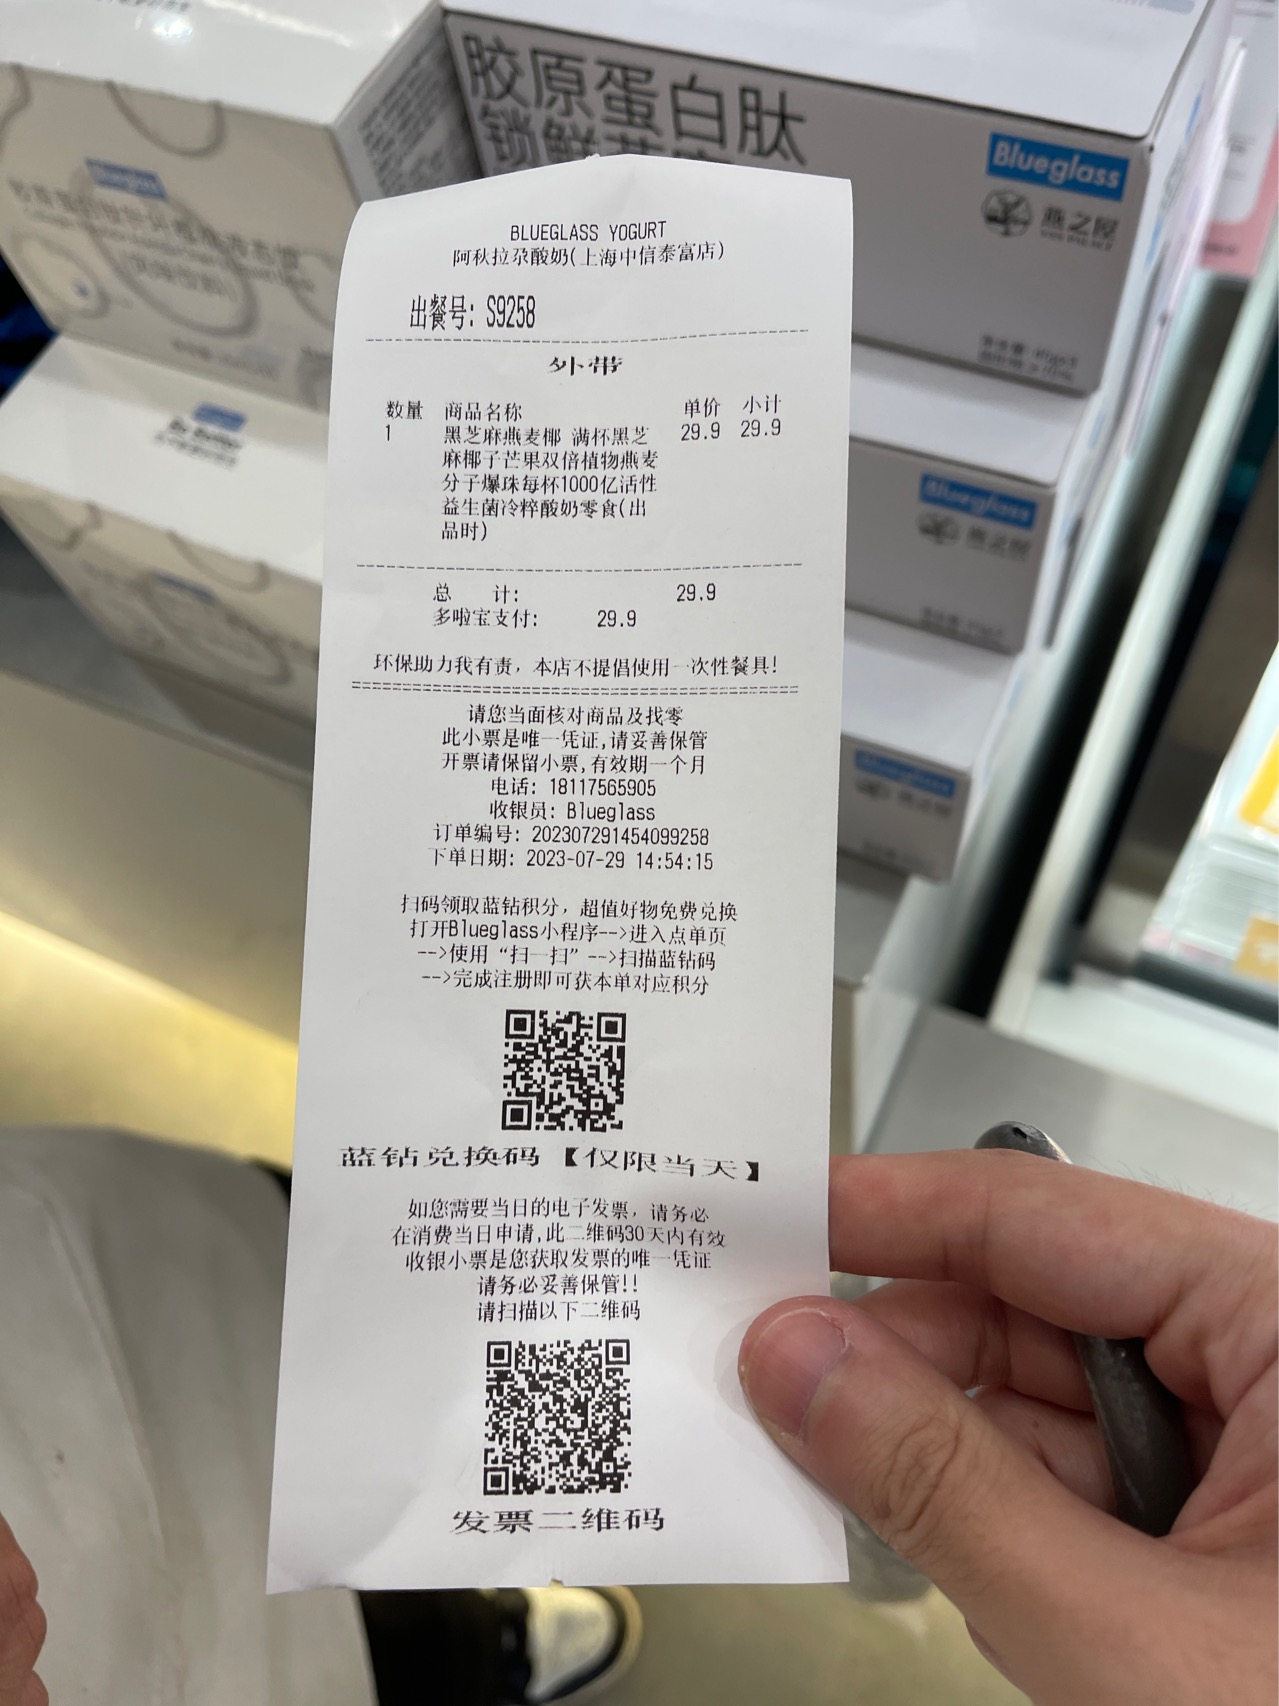 胶原蛋白肽
Blueglass
燕之屋
BLUEGLASS YOGURT
阿秋拉尕酸奶(上海中信泰富店)
出餐号: S9258
外带
数量 商品名称 单价 小计
1 黑芝麻燕麦椰 满杯黑芝 29.9 29.9
麻椰子芒果双倍植物燕麦
分子爆珠每杯1000亿活性
益生菌冷粹酸奶零食(出
品时)
总 计: 29.9
多啦宝支付: 29.9
环保助力我有责, 本店不提倡使用一次性餐具!
请您当面核对商品及找零
此小票是唯一凭证,请妥善保管
开票请保留小票,有效期一个月
电话: 18117565905
收银员: Blueglass
订单编号: 202307291454099258
下单日期: 2023-07-29 14:54:15
扫码领取蓝钻积分, 超值好物免费兑换
打开Blueglass小程序-->进入点单页
-->使用“扫一扫”-->扫描蓝钻码
-->完成注册即可获本单对应积分
蓝钻兑换码【仅限当天】
如您需要当日的电子发票, 请务必
在消费当日申请,此二维码30天内有效
收银小票是您获取发票的唯一凭证
请务必妥善保管!!
请扫描以下二维码
发票二维码
Blueglass
燕之屋
Blueglass